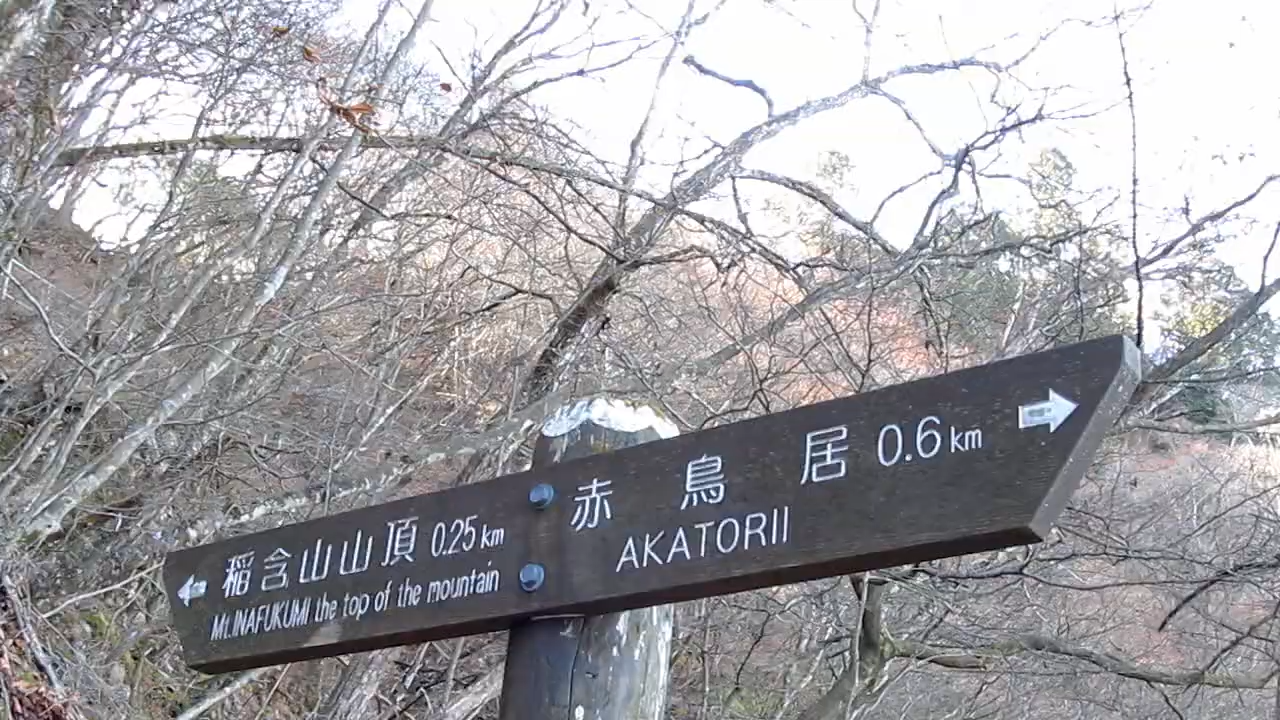 稲含山山頂 0.25km
Mt.INAFUKUMI the top of the mountain
赤鳥居 0.6km
AKATORII